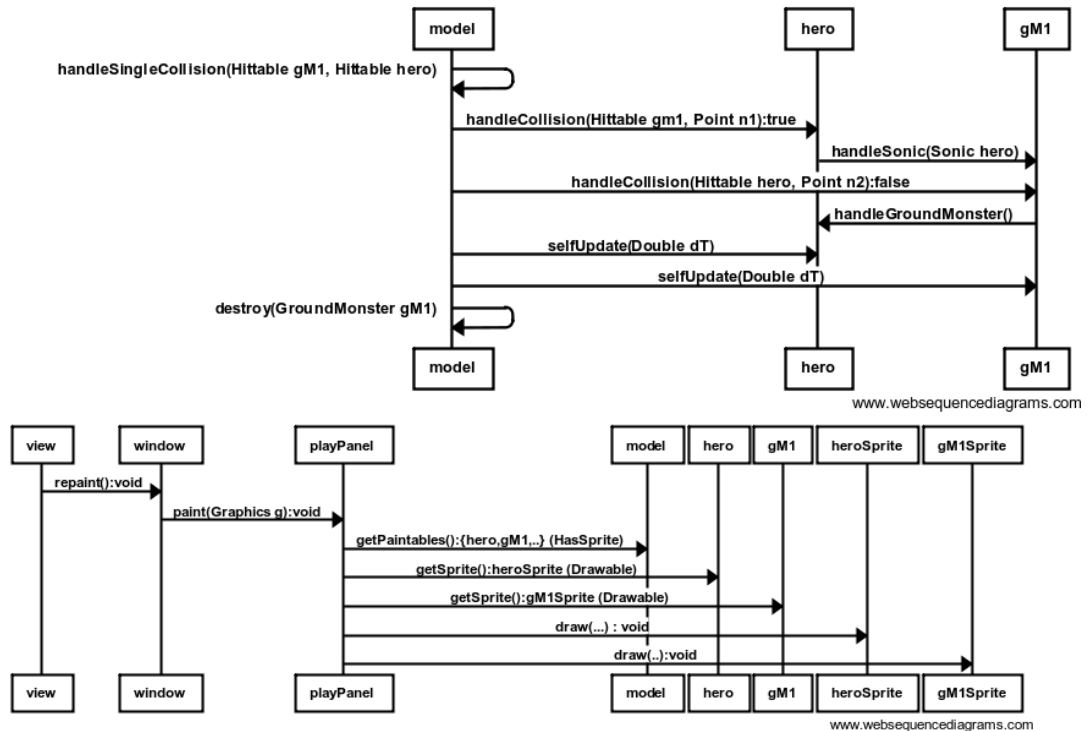 model
hero
gM1
handleSingleCollision(Hittable gM1, Hittable hero)
handleCollision(Hittable gm1, Point n1):true
handleSonic(Sonic hero)
handleCollision(Hittable hero, Point n2):false
handleGroundMonster()
selfUpdate(Double dT)
selfUpdate(Double dT)
destroy(GroundMonster gM1)
model
hero
gM1
www.websequencediagrams.com
view
window
playPanel
model
hero
gM1
heroSprite
gM1Sprite
repaint():void
paint(Graphics g):void
getPaintables():{hero,gM1,..} (HasSprite)
getSprite():heroSprite (Drawable)
getSprite():gM1Sprite (Drawable)
draw(...) : void
draw(..):void
view
window
playPanel
model
hero
gM1
heroSprite
gM1Sprite
www.websequencediagrams.com